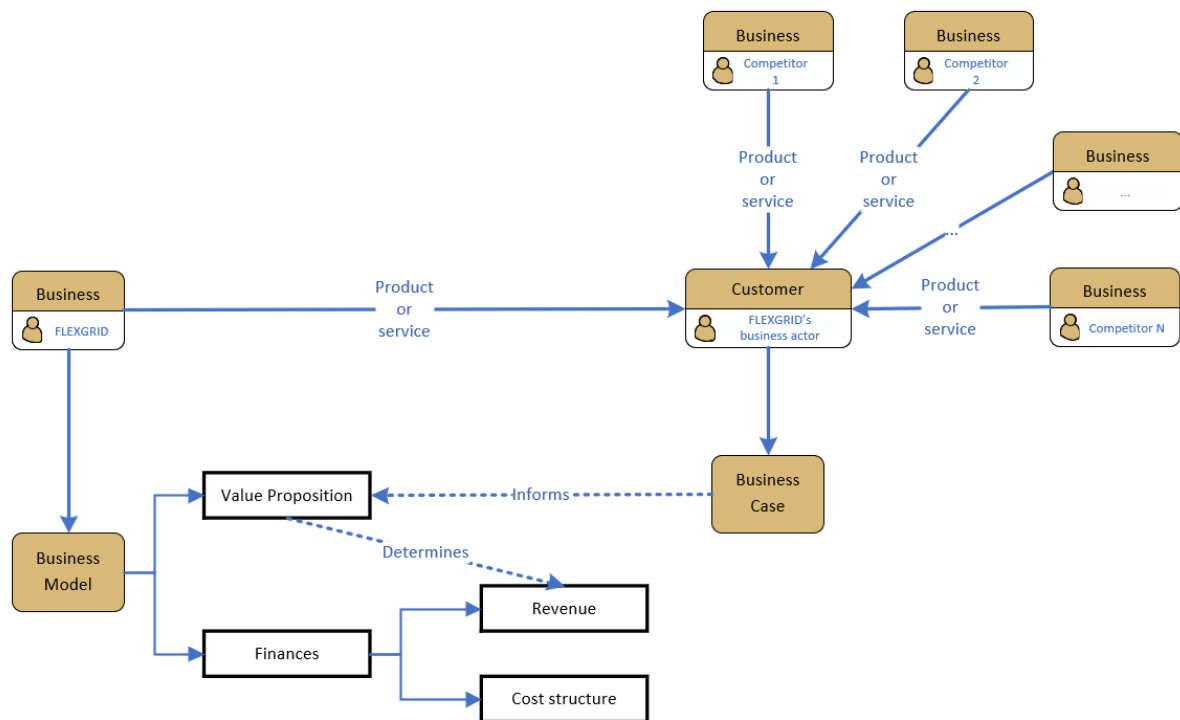 Business
Competitor
1
Business
Competitor
2
Product
or
service
Product
or
service
Business
...
...
Business
FLEXGRID
Product
or
service
Customer
FLEXGRID's
business actor
Product
or
service
Business
Competitor N
Value Proposition
Informs
Business
Case
Determines
Business
Model
Revenue
Finances
Cost structure